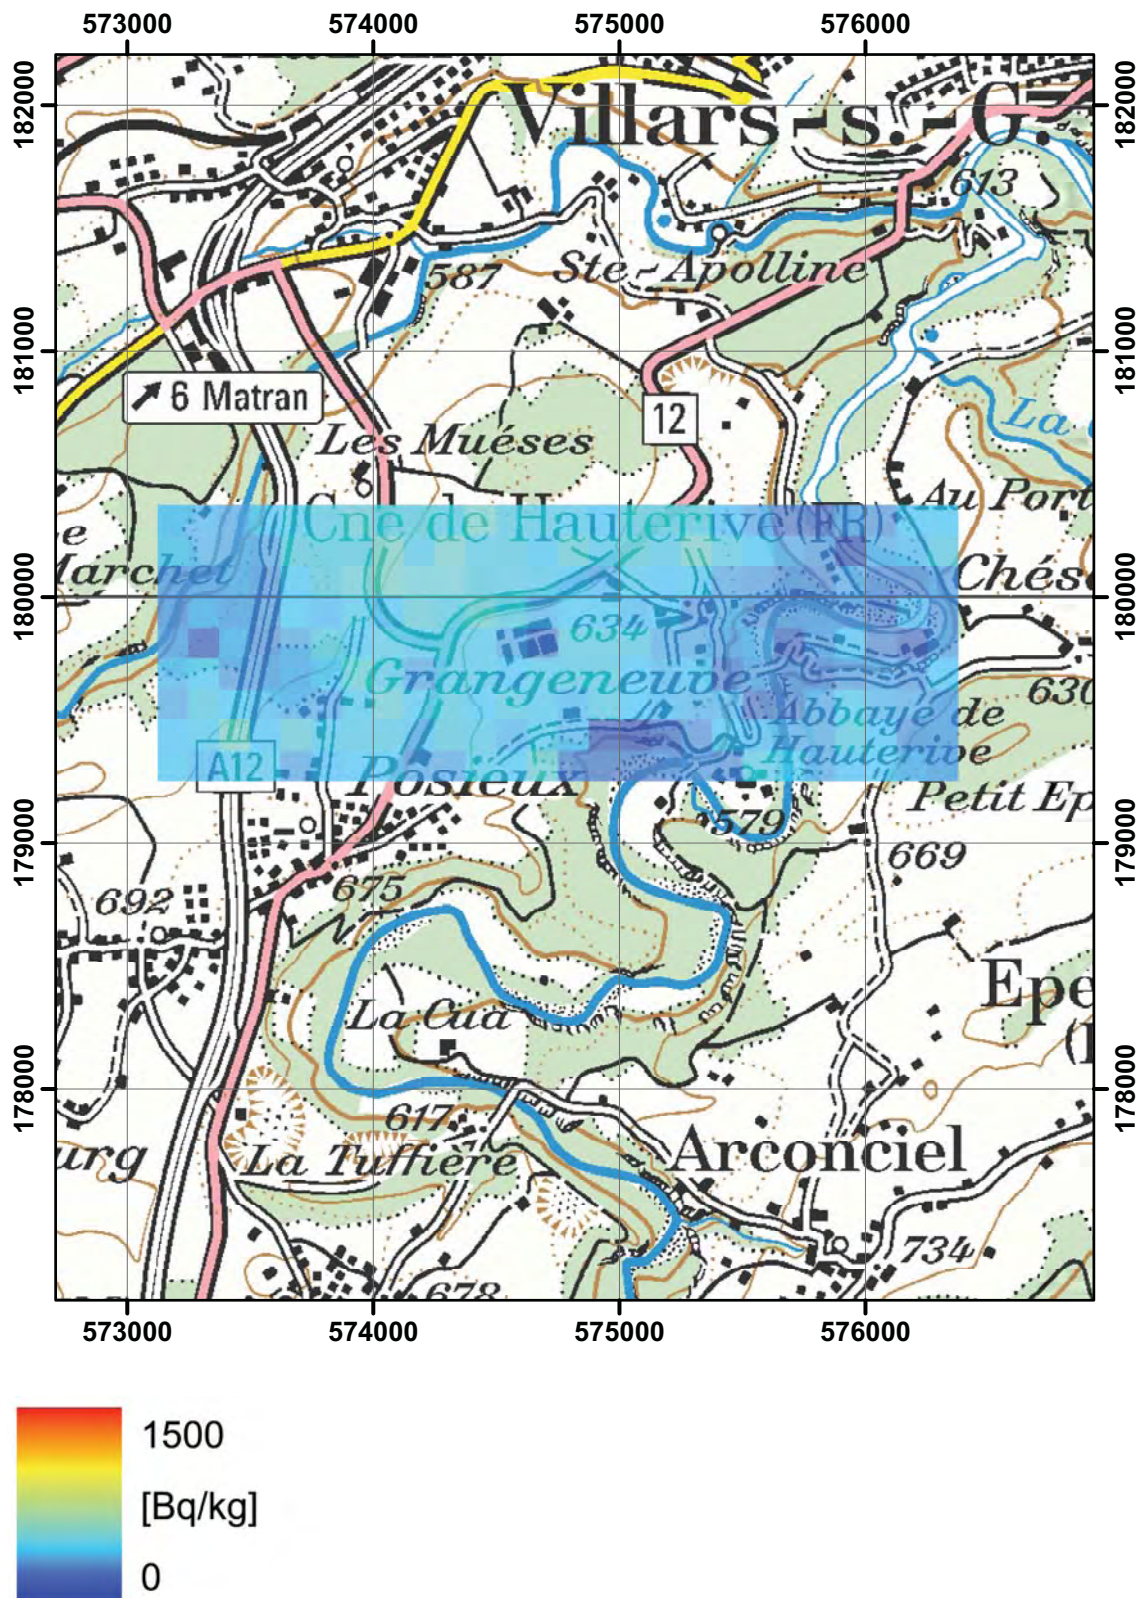 573000 574000 575000 576000
182000 182000
Villars-s.-G
613
587
Ste-Apolline
181000 181000
6 Matran
12
Les Muéses
La
Au Port
Cne de Hauterive (FR)
Marchet
Chés
180000 180000
634
Grangeneuve
630
Abbaye de
Hauterive
A12
Posieux
Petit Ep
579
179000 179000
669
675
692
Epe
La Cua
178000 178000
617
urg
La Tuffière
Arconciel
734
678
573000 574000 575000 576000
1500
[Bq/kg]
0